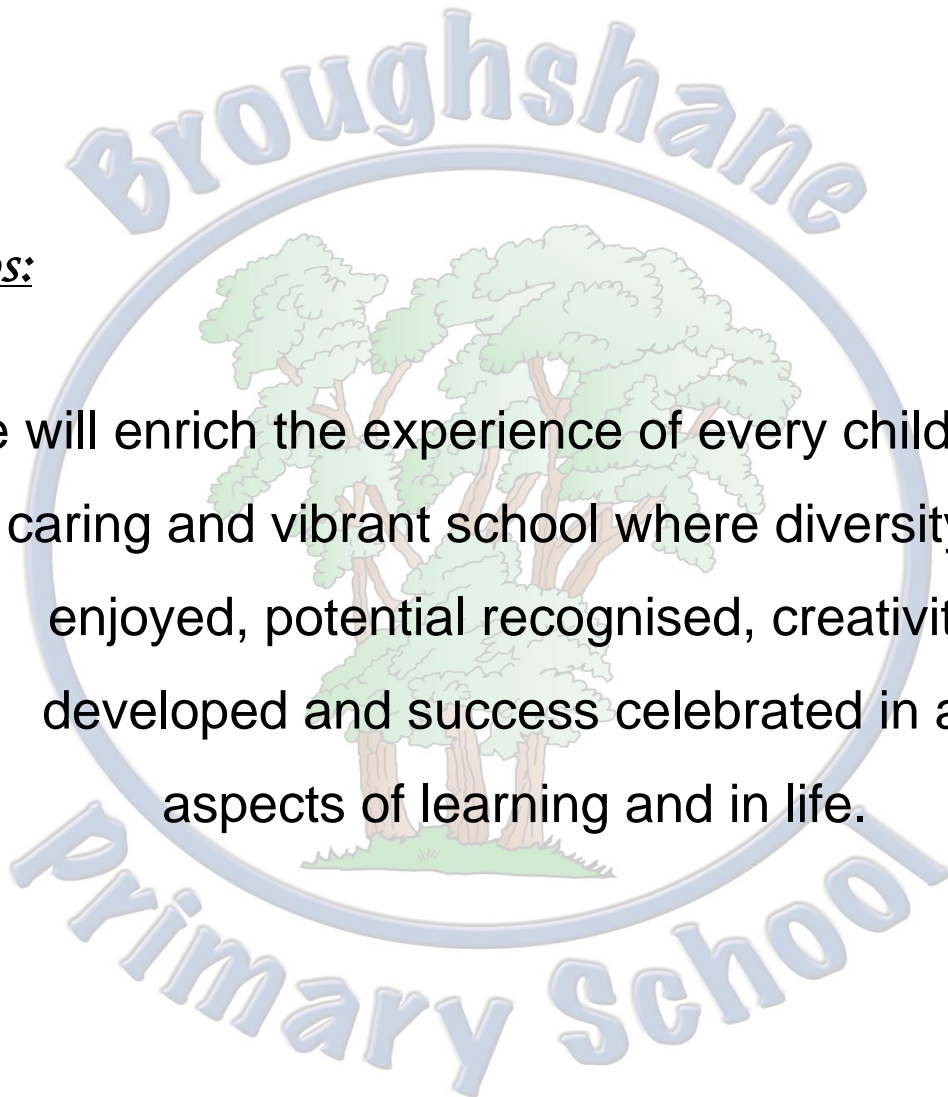 Broughshane
os:
e will enrich the experience of every child
caring and vibrant school where diversity
enjoyed, potential recognised, creativit
developed and success celebrated in a
aspects of learning and in life.
Primary School